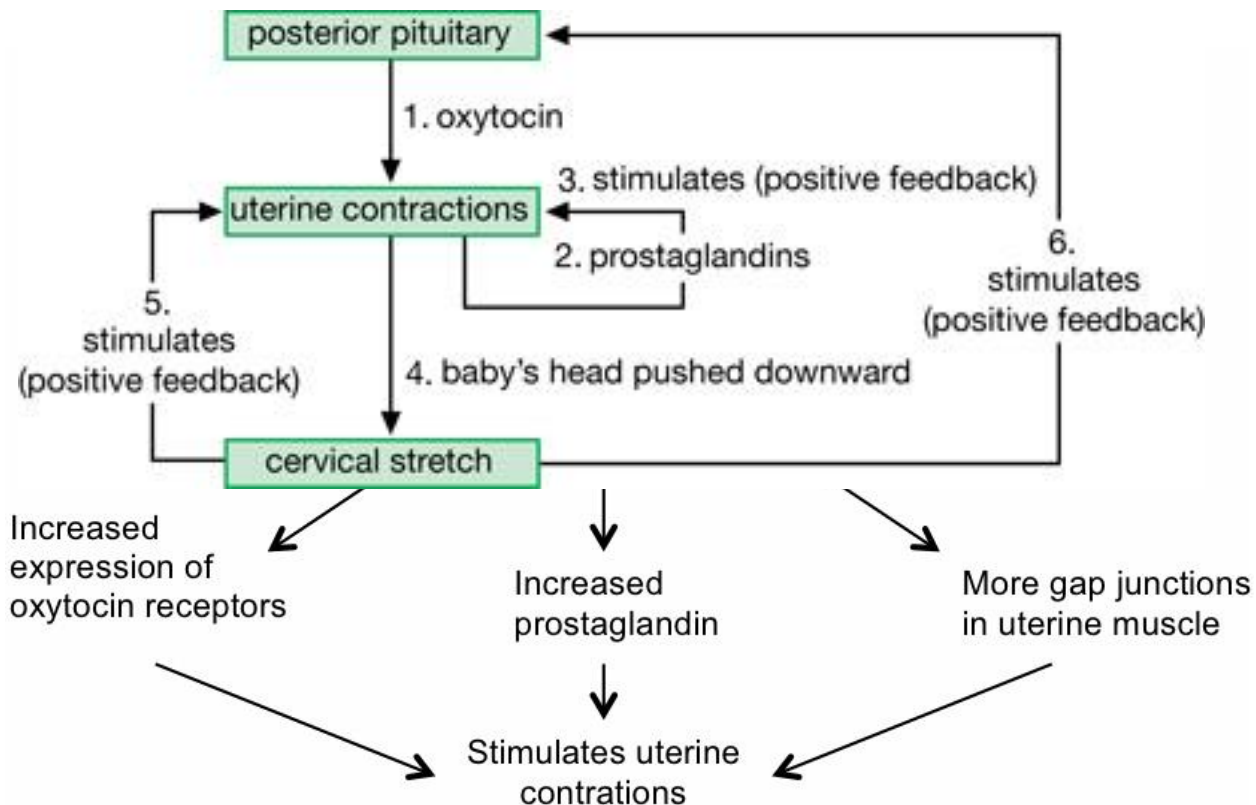 posterior pituitary
1. oxytocin
3. stimulates (positive feedback)
uterine contractions
2. prostaglandins
6.
stimulates
(positive feedback)
5.
stimulates
(positive feedback)
4. baby's head pushed downward
cervical stretch
Increased
expression of
oxytocin receptors
Increased
prostaglandin
More gap junctions
in uterine muscle
Stimulates uterine
contrations